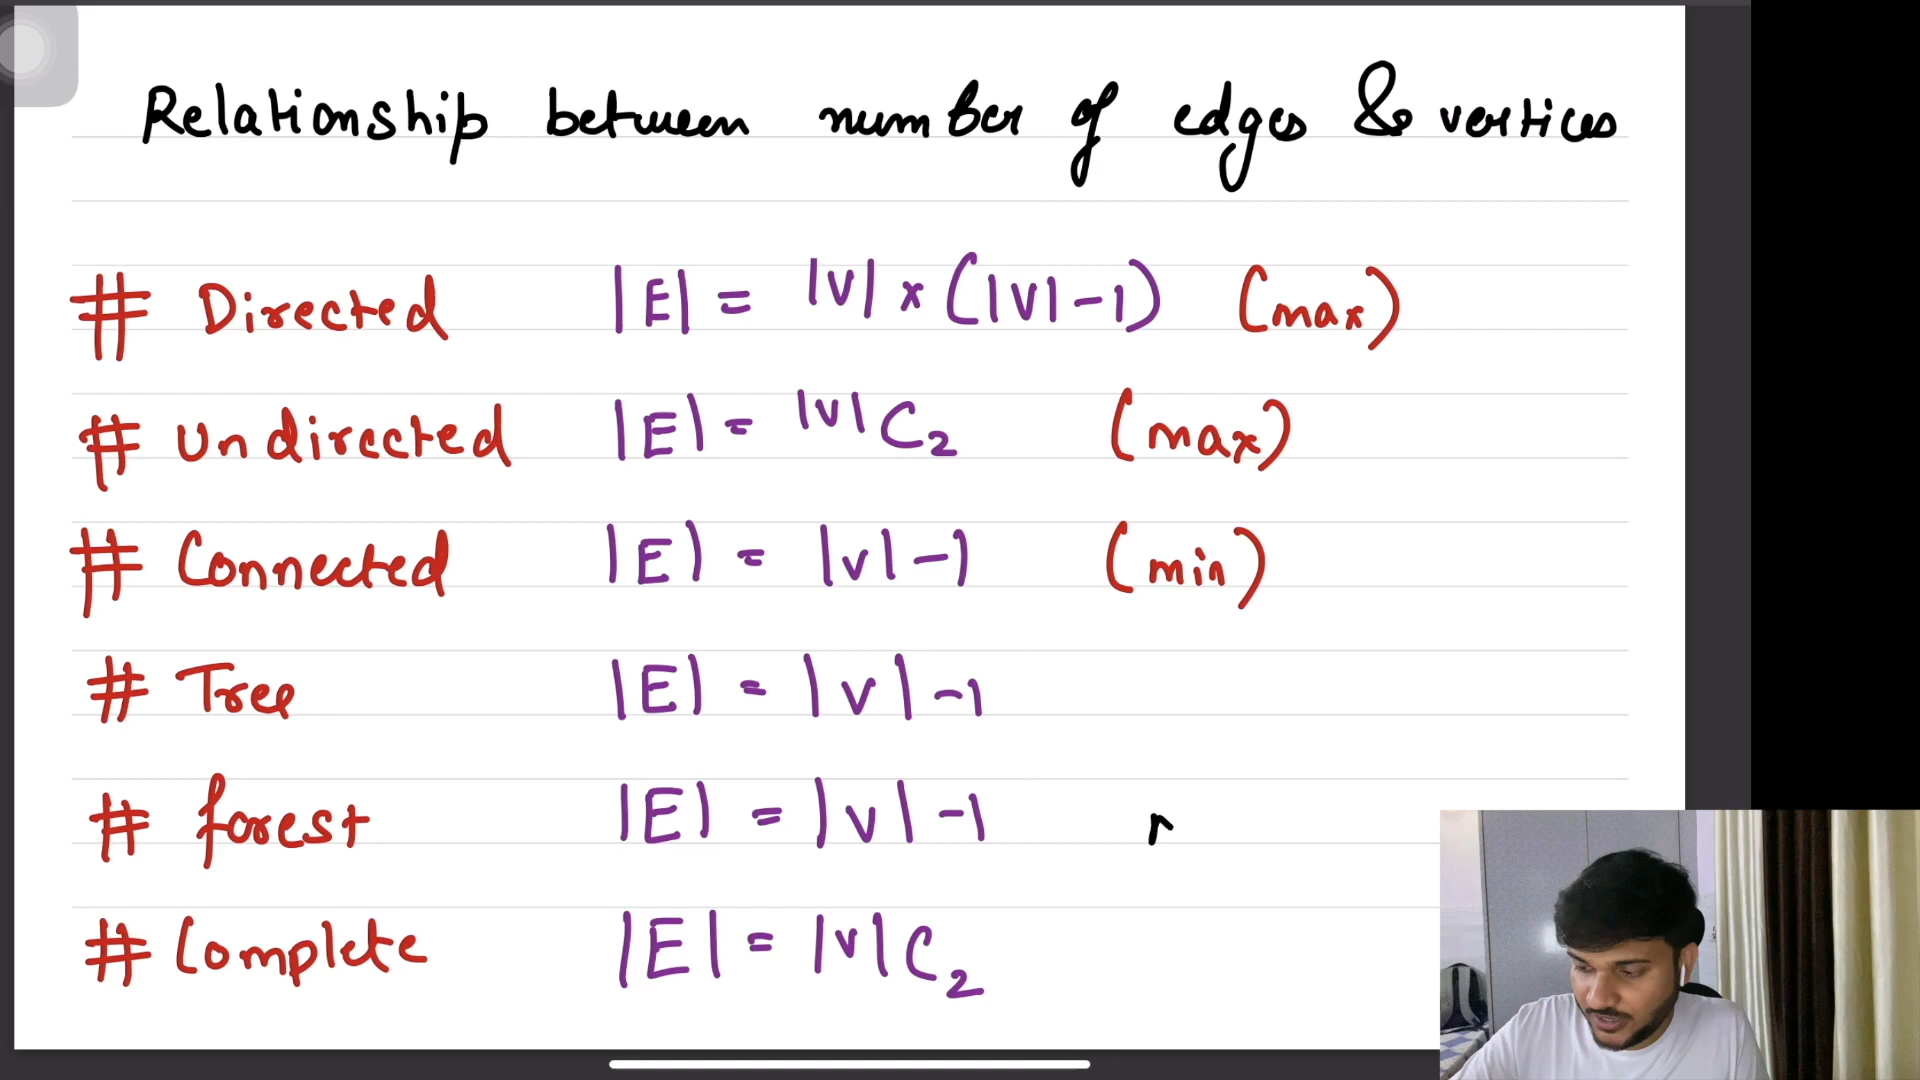 Relationship between number of edges & vertices
# Directed |E| = |V| × (|V|-1) (max)
# Undirected |E| = |V|C₂ (max)
# Connected |E| = |V|-1 (min)
# Tree |E| = |V|-1
# forest |E| = |V|-1
# Complete |E| = |V|C₂